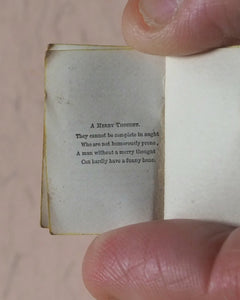 A MERRY THOUGHT.
They cannot be complete in aught
Who are not humorously prone,
A man without a merry thought
Can hardly have a funny bone.